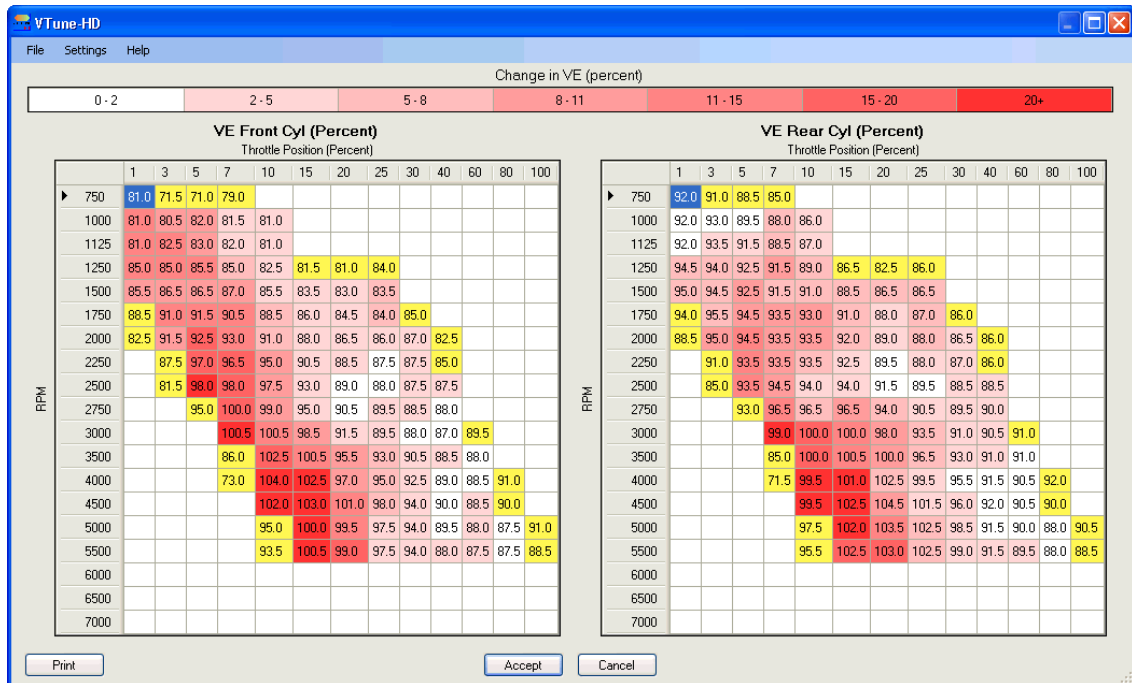 VTune-HD
File Settings Help
Change in VE (percent)
0 - 2 2 - 5 5 - 8 8 - 11 11 - 15 15 - 20 20+
VE Front Cyl (Percent) VE Rear Cyl (Percent)
Throttle Position (Percent) Throttle Position (Percent)
1 3 5 7 10 15 20 25 30 40 60 80 100 1 3 5 7 10 15 20 25 30 40 60 80 100
750 81.0 71.5 71.0 79.0 750 92.0 91.0 88.5 85.0
1000 81.0 80.5 82.0 81.5 81.0 1000 92.0 93.0 89.5 88.0 86.0
1125 81.0 82.5 83.0 82.0 81.0 1125 92.0 93.5 91.5 88.5 87.0
1250 85.0 85.0 85.5 85.0 82.5 81.5 81.0 84.0 1250 94.5 94.0 92.5 91.5 89.0 86.5 82.5 86.0
1500 85.5 86.5 86.5 87.0 85.5 83.5 83.0 83.5 1500 95.0 94.5 92.5 91.5 91.0 88.5 86.5 86.5
1750 88.5 91.0 91.5 90.5 88.5 86.0 84.5 84.0 85.0 1750 94.0 95.5 94.5 93.5 93.0 91.0 88.0 87.0 86.0
2000 82.5 91.5 92.5 93.0 91.0 88.0 86.5 86.0 87.0 82.5 2000 88.5 95.0 94.5 93.5 93.5 92.0 89.0 88.0 86.5 86.0
2250 87.5 97.0 96.5 95.0 90.5 88.5 87.5 87.5 85.0 2250 91.0 93.5 93.5 93.5 92.5 89.5 88.0 87.0 86.0
2500 81.5 98.0 98.0 97.5 93.0 89.0 88.0 87.5 87.5 2500 85.0 93.5 94.5 94.0 94.0 91.5 89.5 88.5 88.5
2750 95.0 100.0 99.0 95.0 90.5 89.5 88.5 88.0 2750 93.0 96.5 96.5 96.5 94.0 90.5 89.5 90.0
3000 100.5 100.5 98.5 91.5 89.5 88.0 87.0 89.5 3000 99.0 100.0 100.0 98.0 93.5 91.0 90.5 91.0
3500 86.0 102.5 100.5 95.5 93.0 90.5 88.5 88.0 3500 85.0 100.0 100.5 100.0 96.5 93.0 91.0 91.0
4000 73.0 104.0 102.5 97.0 95.0 92.5 89.0 88.5 91.0 4000 71.5 99.5 101.0 102.5 99.5 95.5 91.5 90.5 92.0
4500 102.0 103.0 101.0 98.0 94.0 90.0 88.5 90.0 4500 99.5 102.5 104.5 101.5 96.0 92.0 90.5 90.0
5000 95.0 100.0 99.5 97.5 94.0 89.5 88.0 87.5 91.0 5000 97.5 102.0 103.5 102.5 98.5 91.5 90.0 88.0 90.5
5500 93.5 100.5 99.0 97.5 94.0 88.0 87.5 87.5 88.5 5500 95.5 102.5 103.0 102.5 99.0 91.5 89.5 88.0 88.5
6000 6000
6500 6500
7000 7000
RPM RPM
Print Accept Cancel